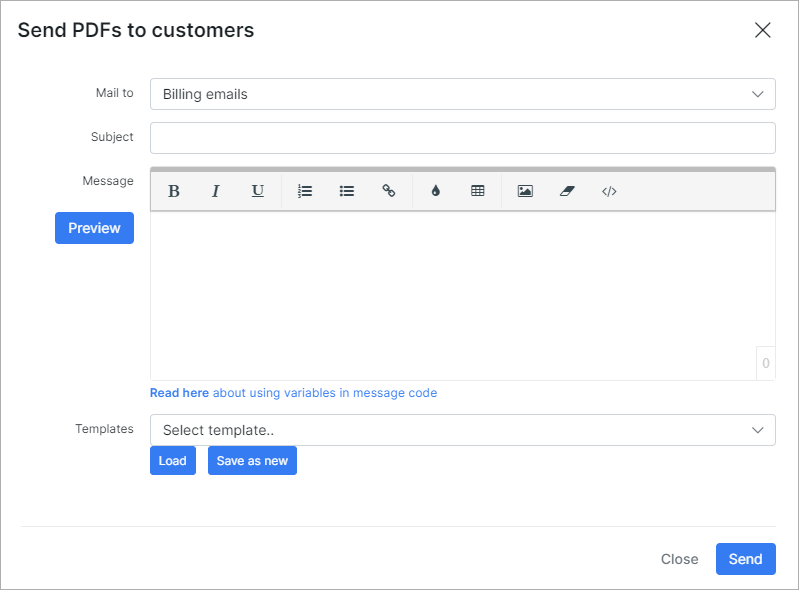 Send PDFs to customers
Mail to
Billing emails
Subject
Message
B I U </>
Preview
0
Read here about using variables in message code
Templates
Select template..
Load
Save as new
Close
Send